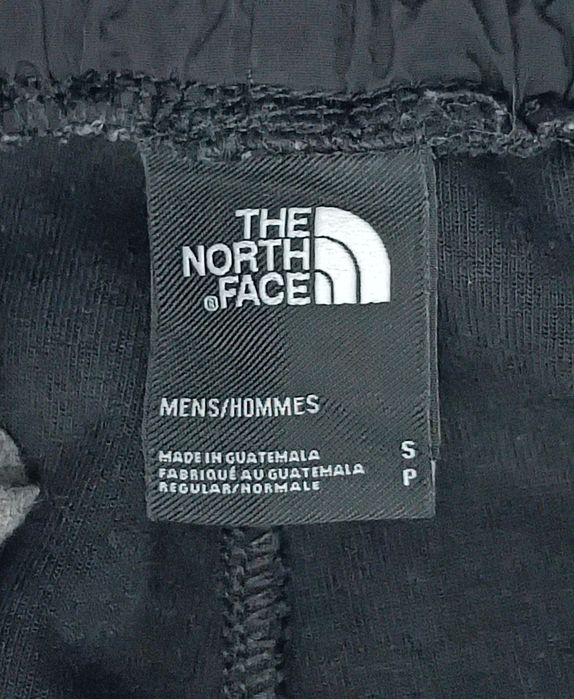 THE
NORTH
®FACE
MENS/HOMMES
MADE IN GUATEMALA S
FABRIQUÉ AU GUATEMALA P
REGULAR/NORMALE